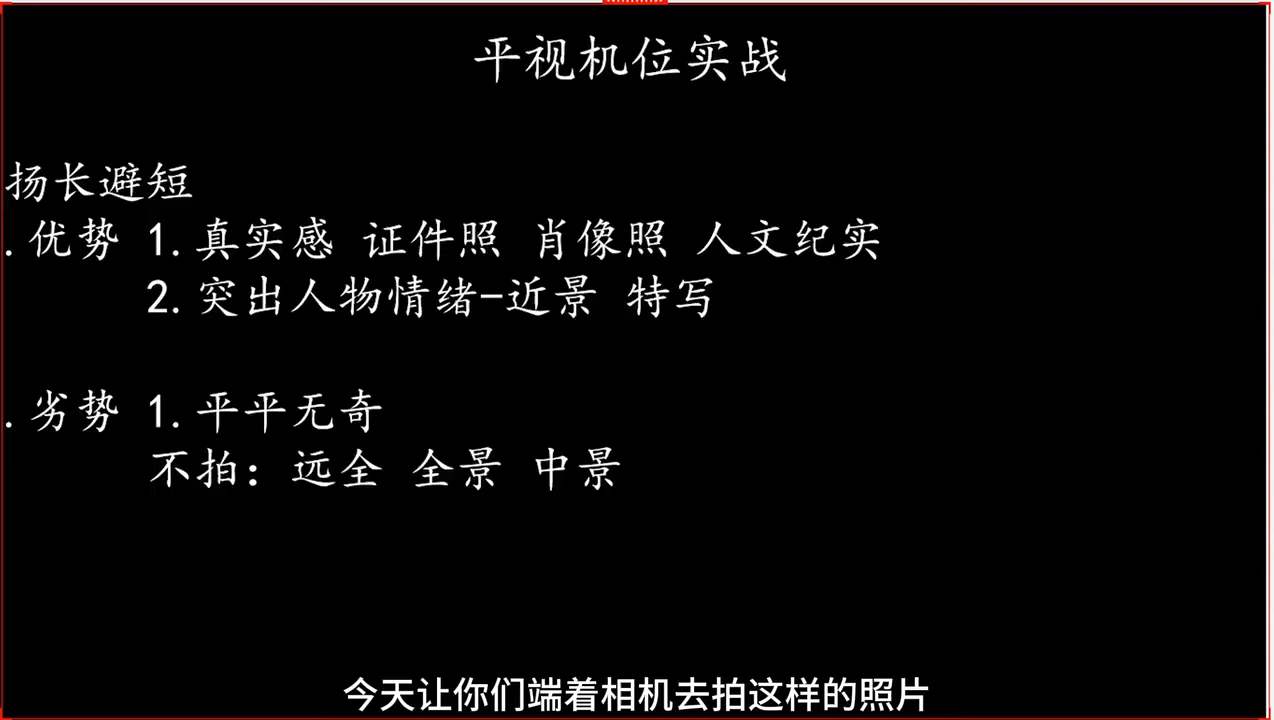 平视机位实战
扬长避短
.优势 1.真实感 证件照 肖像照 人文纪实
2.突出人物情绪-近景 特写
.劣势 1.平平无奇
不拍：远全 全景 中景
今天让你们端着相机去拍这样的照片